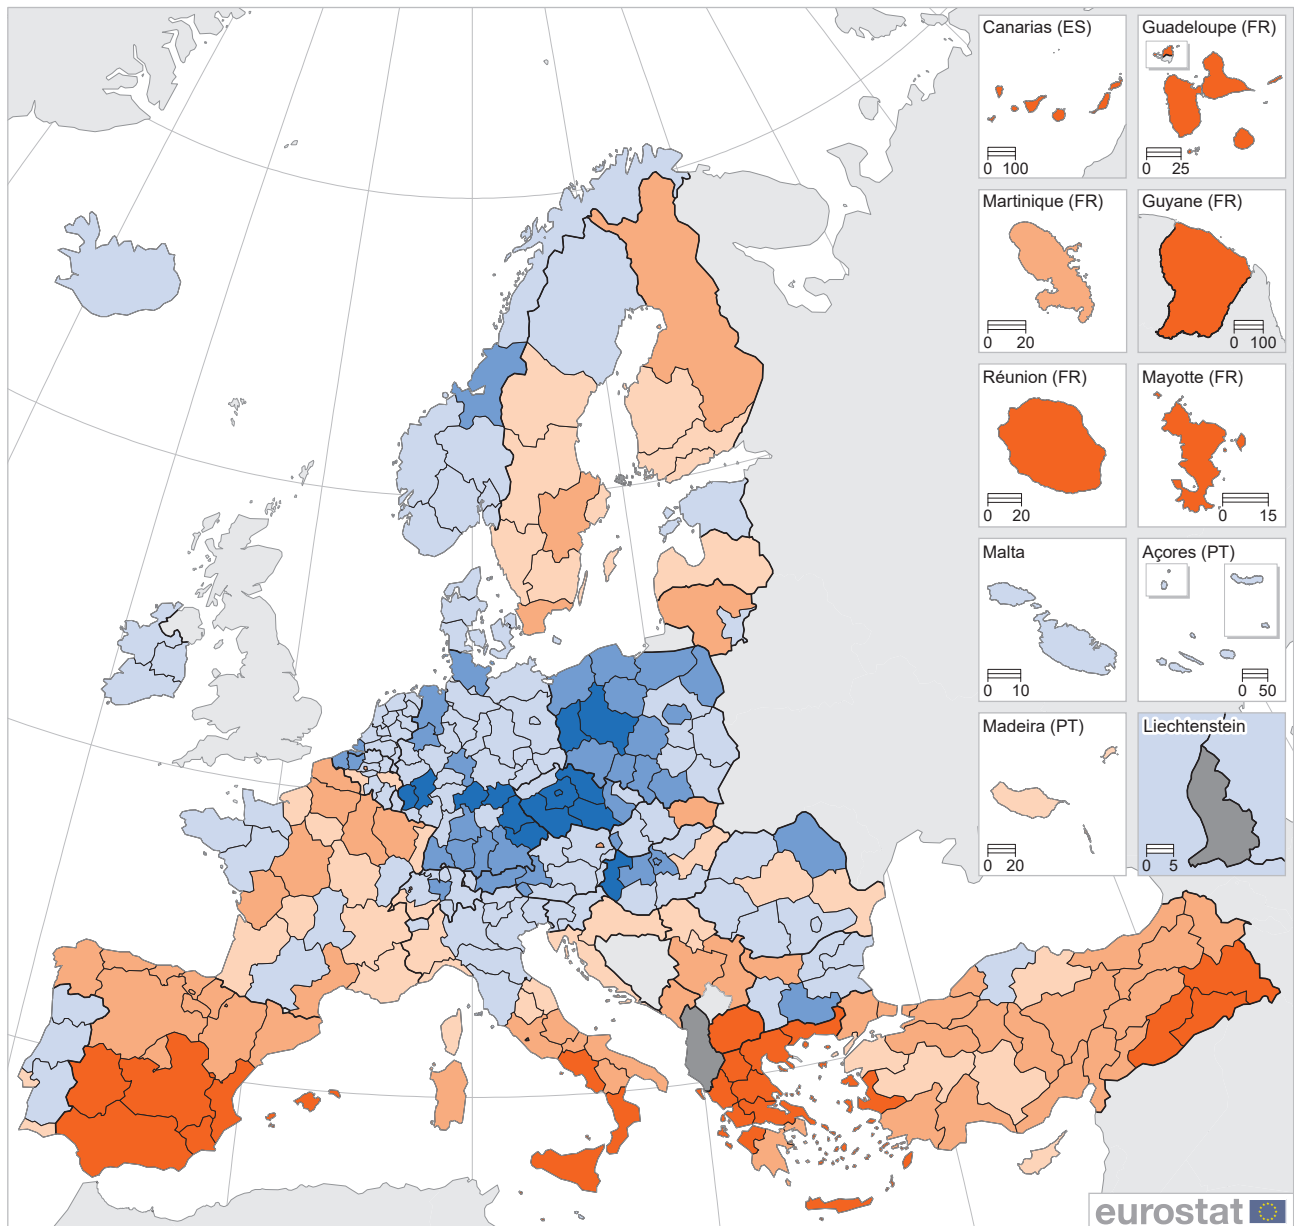 Canarias (ES)
0 100
Guadeloupe (FR)
0 25
Martinique (FR)
0 20
Guyane (FR)
0 100
Réunion (FR)
0 20
Mayotte (FR)
0 15
Malta
0 10
Açores (PT)
0 50
Madeira (PT)
0 20
Liechtenstein
0 5
eurostat